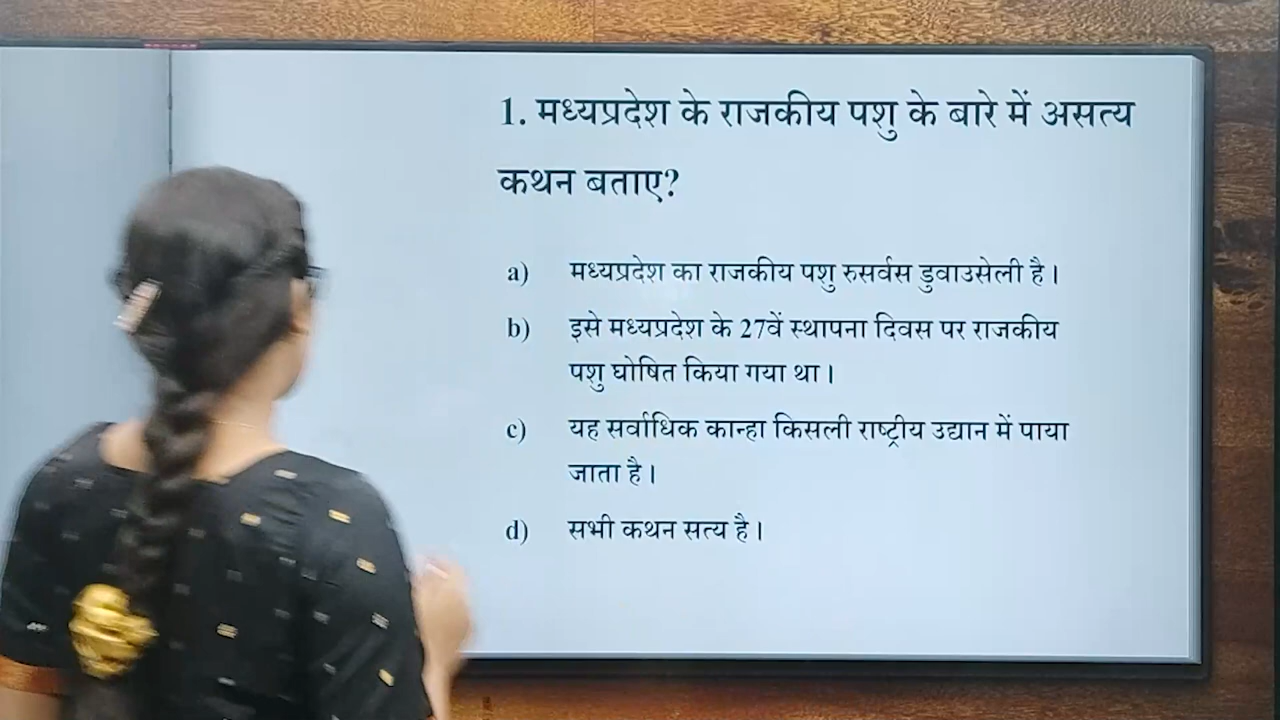 1. मध्यप्रदेश के राजकीय पशु के बारे में असत्य
कथन बताए?
a) मध्यप्रदेश का राजकीय पशु रुसर्वस डुवाउसेली है।
b) इसे मध्यप्रदेश के 27वें स्थापना दिवस पर राजकीय
पशु घोषित किया गया था।
c) यह सर्वाधिक कान्हा किसली राष्ट्रीय उद्यान में पाया
जाता है।
d) सभी कथन सत्य है।